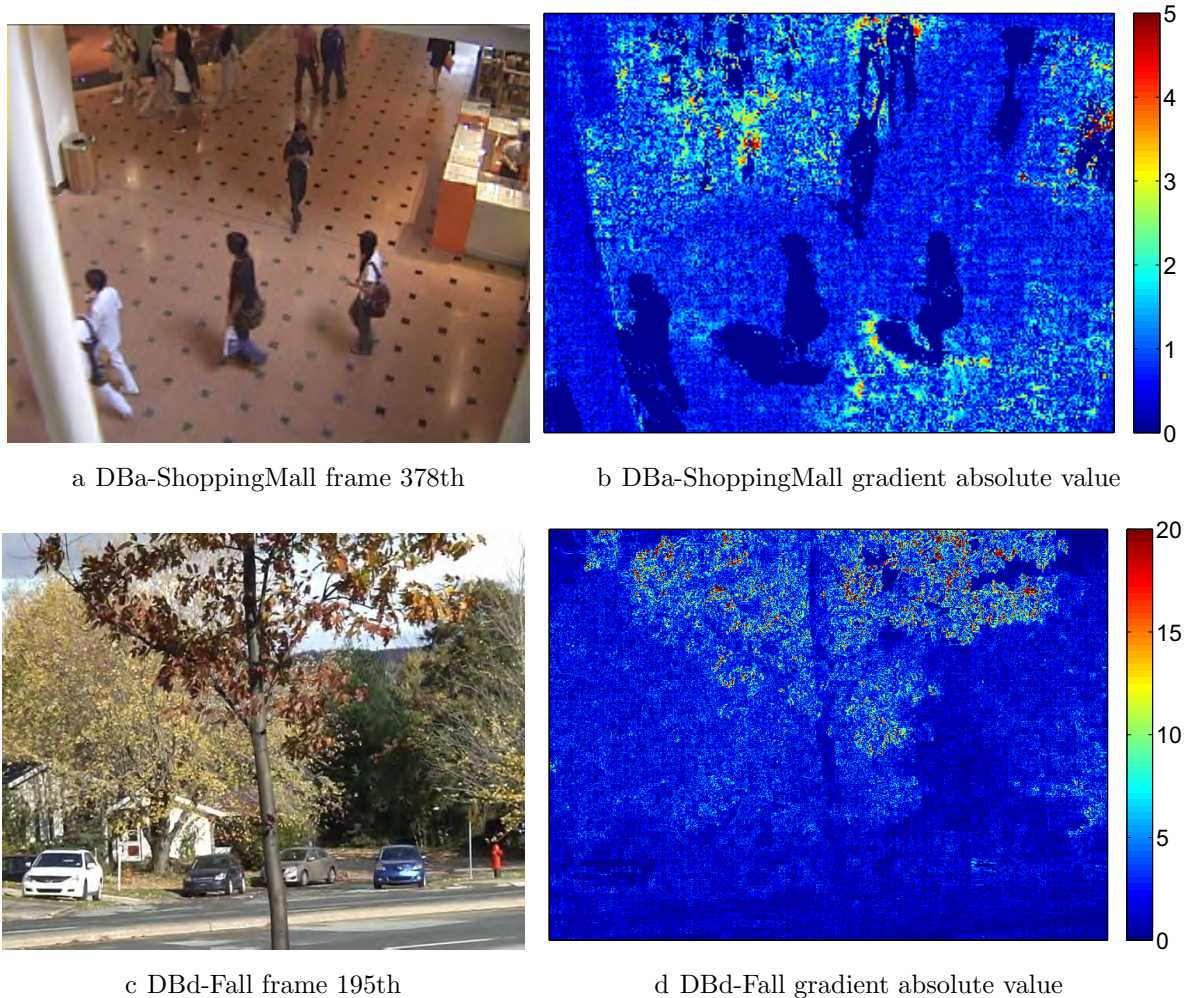 5
4
3
2
1
0
a DBa-ShoppingMall frame 378th
b DBa-ShoppingMall gradient absolute value
20
15
10
5
0
c DBd-Fall frame 195th
d DBd-Fall gradient absolute value